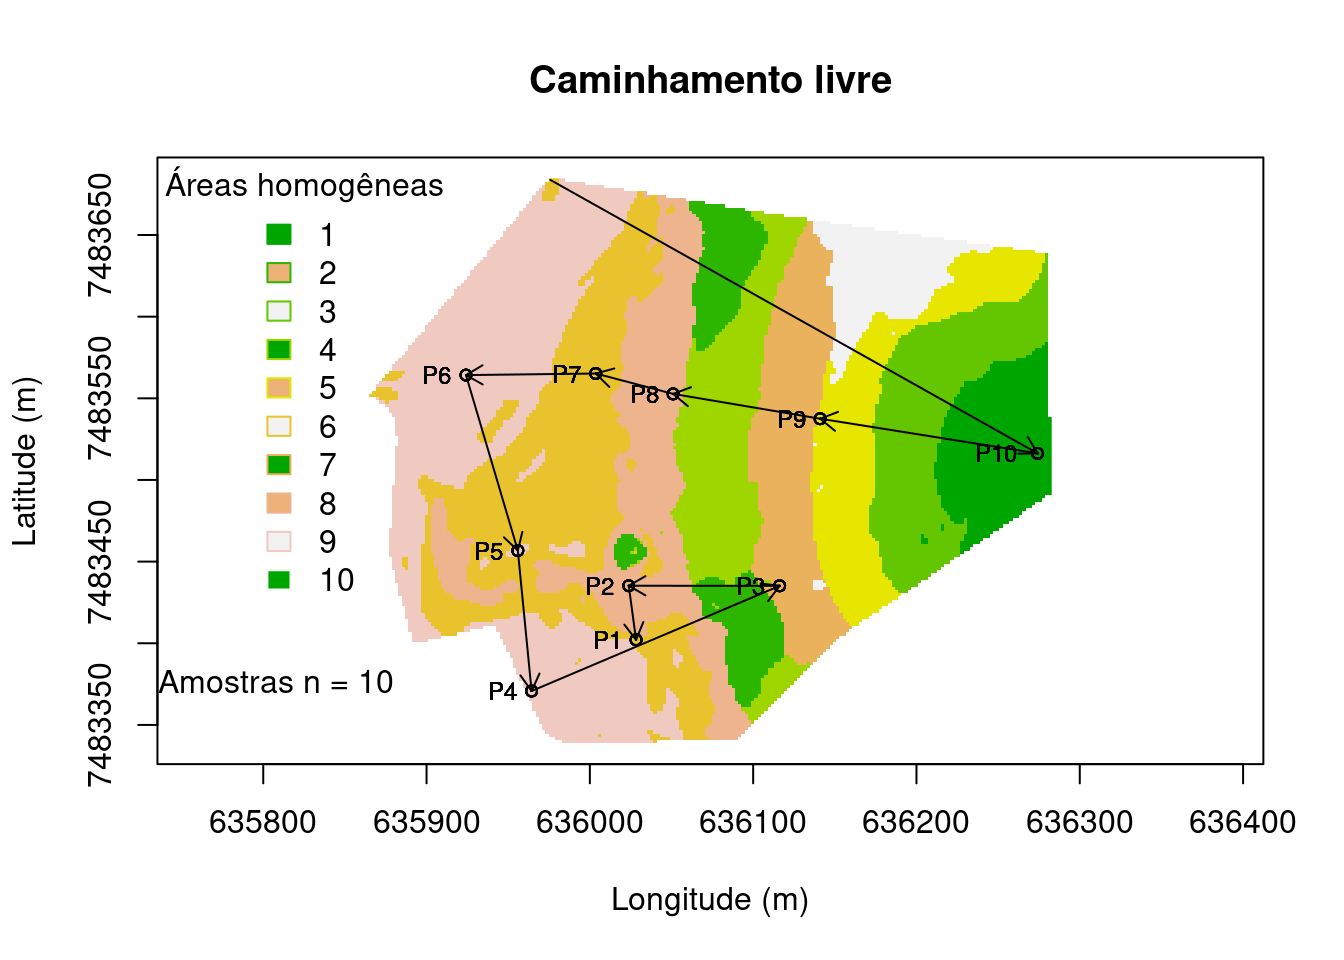 Caminhamento livre
Áreas homogêneas
1
2
3
4
5
6
7
8
9
10
Amostras n = 10
P6
P7
P8
P9
P10
P5
P2
P3
P1
P4
7483650
7483550
7483450
7483350
Latitude (m)
635800
635900
636000
636100
636200
636300
636400
Longitude (m)